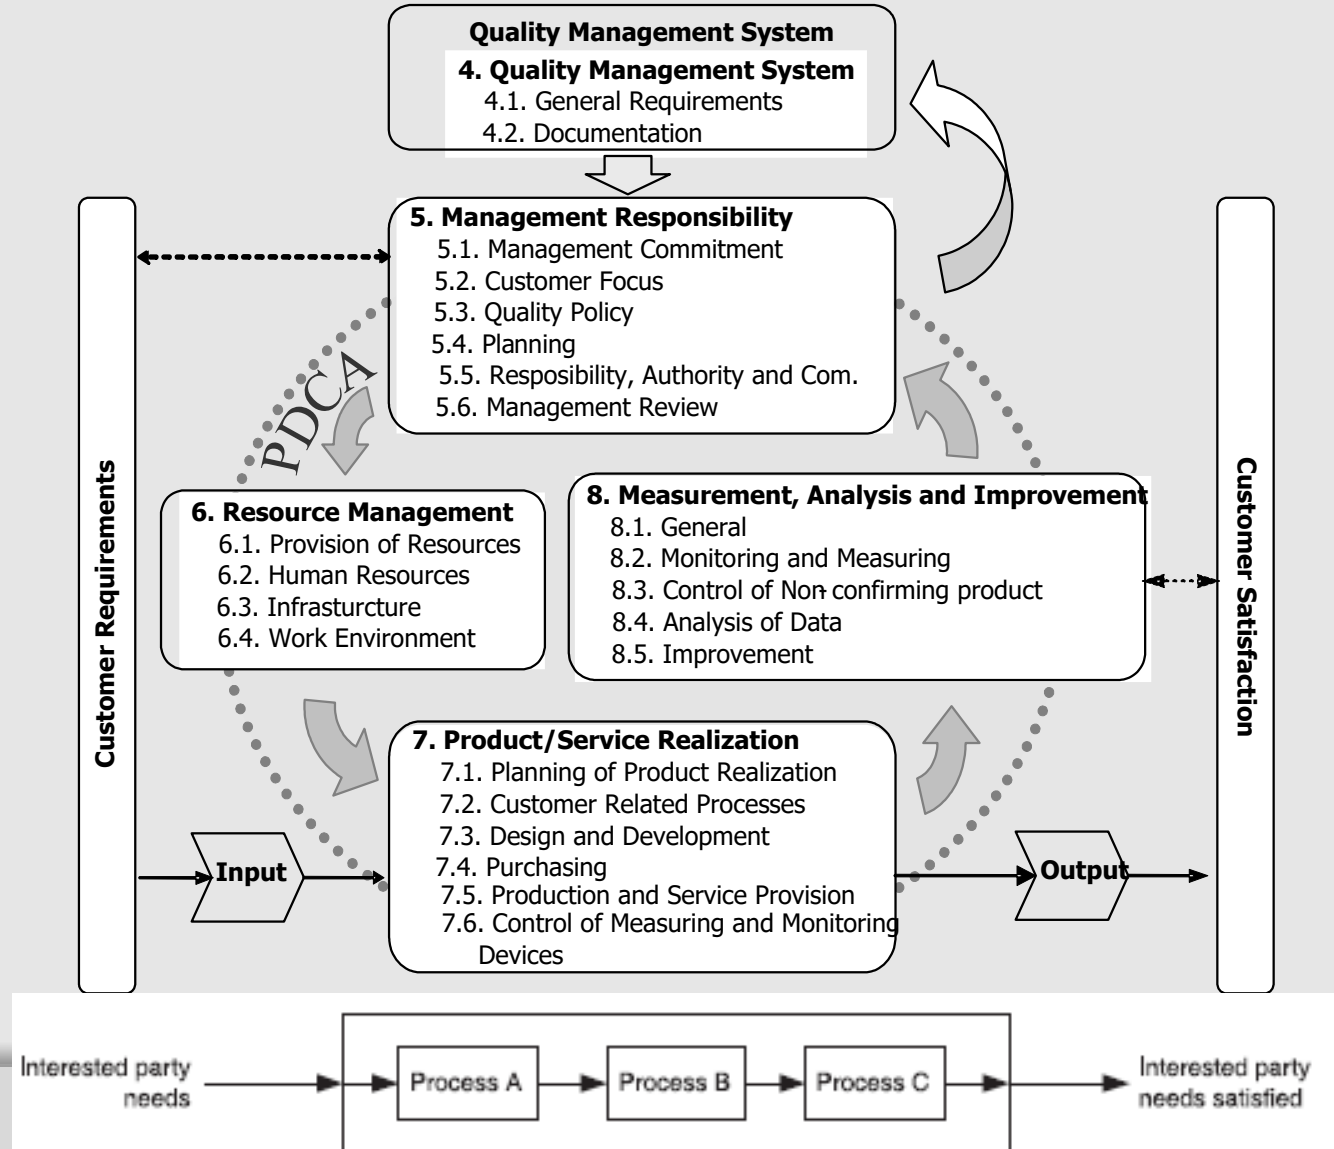 Quality Management System
4. Quality Management System
4.1. General Requirements
4.2. Documentation
5. Management Responsibility
5.1. Management Commitment
5.2. Customer Focus
5.3. Quality Policy
5.4. Planning
5.5. Resposibility, Authority and Com.
5.6. Management Review
PDCA
Customer Requirements
6. Resource Management
6.1. Provision of Resources
6.2. Human Resources
6.3. Infrasturcture
6.4. Work Environment
8. Measurement, Analysis and Improvement
8.1. General
8.2. Monitoring and Measuring
8.3. Control of Non-confirming product
8.4. Analysis of Data
8.5. Improvement
Customer Satisfaction
7. Product/Service Realization
7.1. Planning of Product Realization
7.2. Customer Related Processes
7.3. Design and Development
7.4. Purchasing
7.5. Production and Service Provision
7.6. Control of Measuring and Monitoring
Devices
Input
Output
Interested party
needs
Process A
Process B
Process C
Interested party
needs satisfied